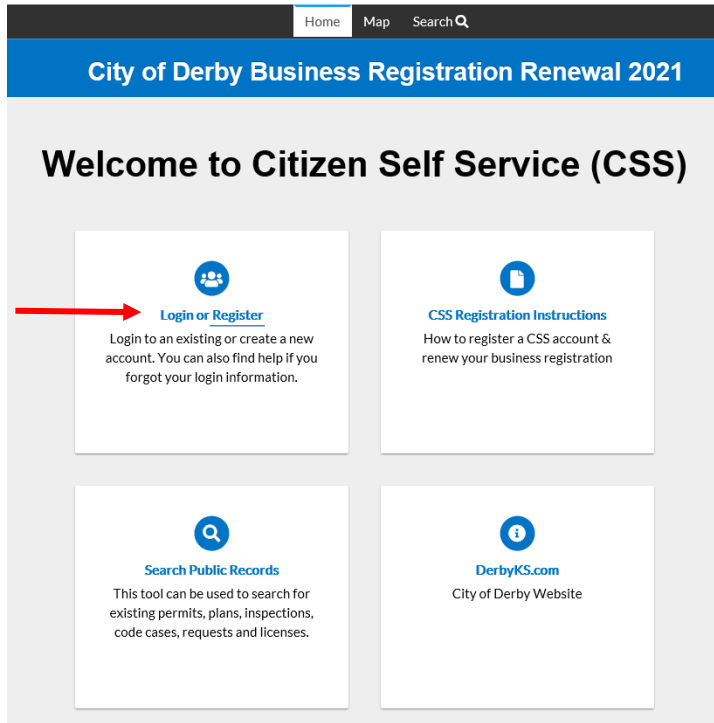 Home Map Search
City of Derby Business Registration Renewal 2021
Welcome to Citizen Self Service (CSS)
Login or Register
Login to an existing or create a new
account. You can also find help if you
forgot your login information.
CSS Registration Instructions
How to register a CSS account &
renew your business registration
Search Public Records
This tool can be used to search for
existing permits, plans, inspections,
code cases, requests and licenses.
DerbyKS.com
City of Derby Website